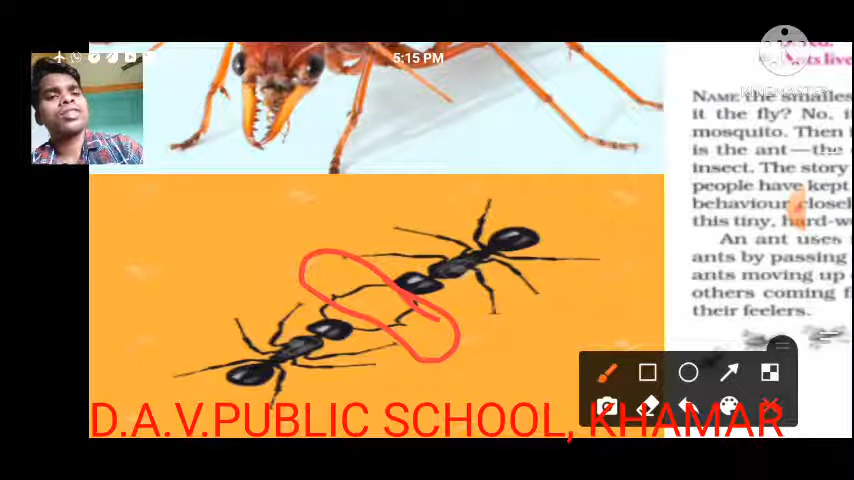 5:15 PM
KINEMASTER
NAME the smalles
it the fly? No, i
mosquito. Then i
is the ant—the
insect. The story
people have kept
behaviour closel
this tiny, hard-w
An ant uses
ants by passing
ants moving up
others coming f
their feelers.
D.A.V.PUBLIC SCHOOL, KHAMAR